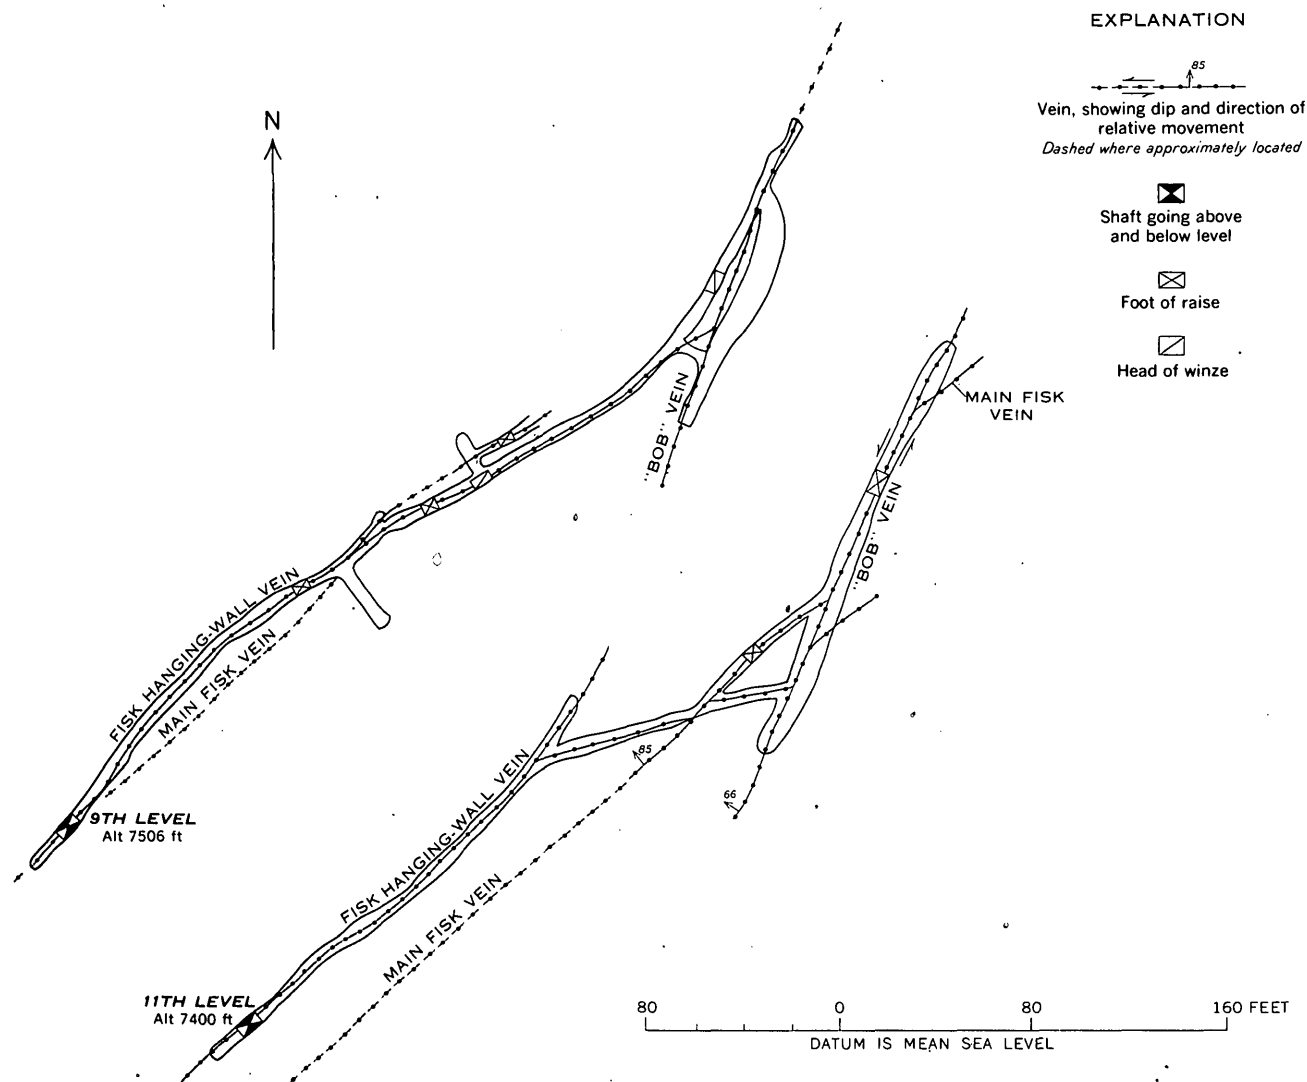 EXPLANATION
85
Vein, showing dip and direction of
relative movement
Dashed where approximately located
Shaft going above
and below level
Foot of raise
Head of winze
N
"BOB" VEIN
FISK HANGING-WALL VEIN
MAIN FISK VEIN
9TH LEVEL
Alt 7506 ft
MAIN FISK
VEIN
"BOB" VEIN
85
66
FISK HANGING-WALL VEIN
MAIN FISK VEIN
11TH LEVEL
Alt 7400 ft
80 0 80 160 FEET
DATUM IS MEAN SEA LEVEL